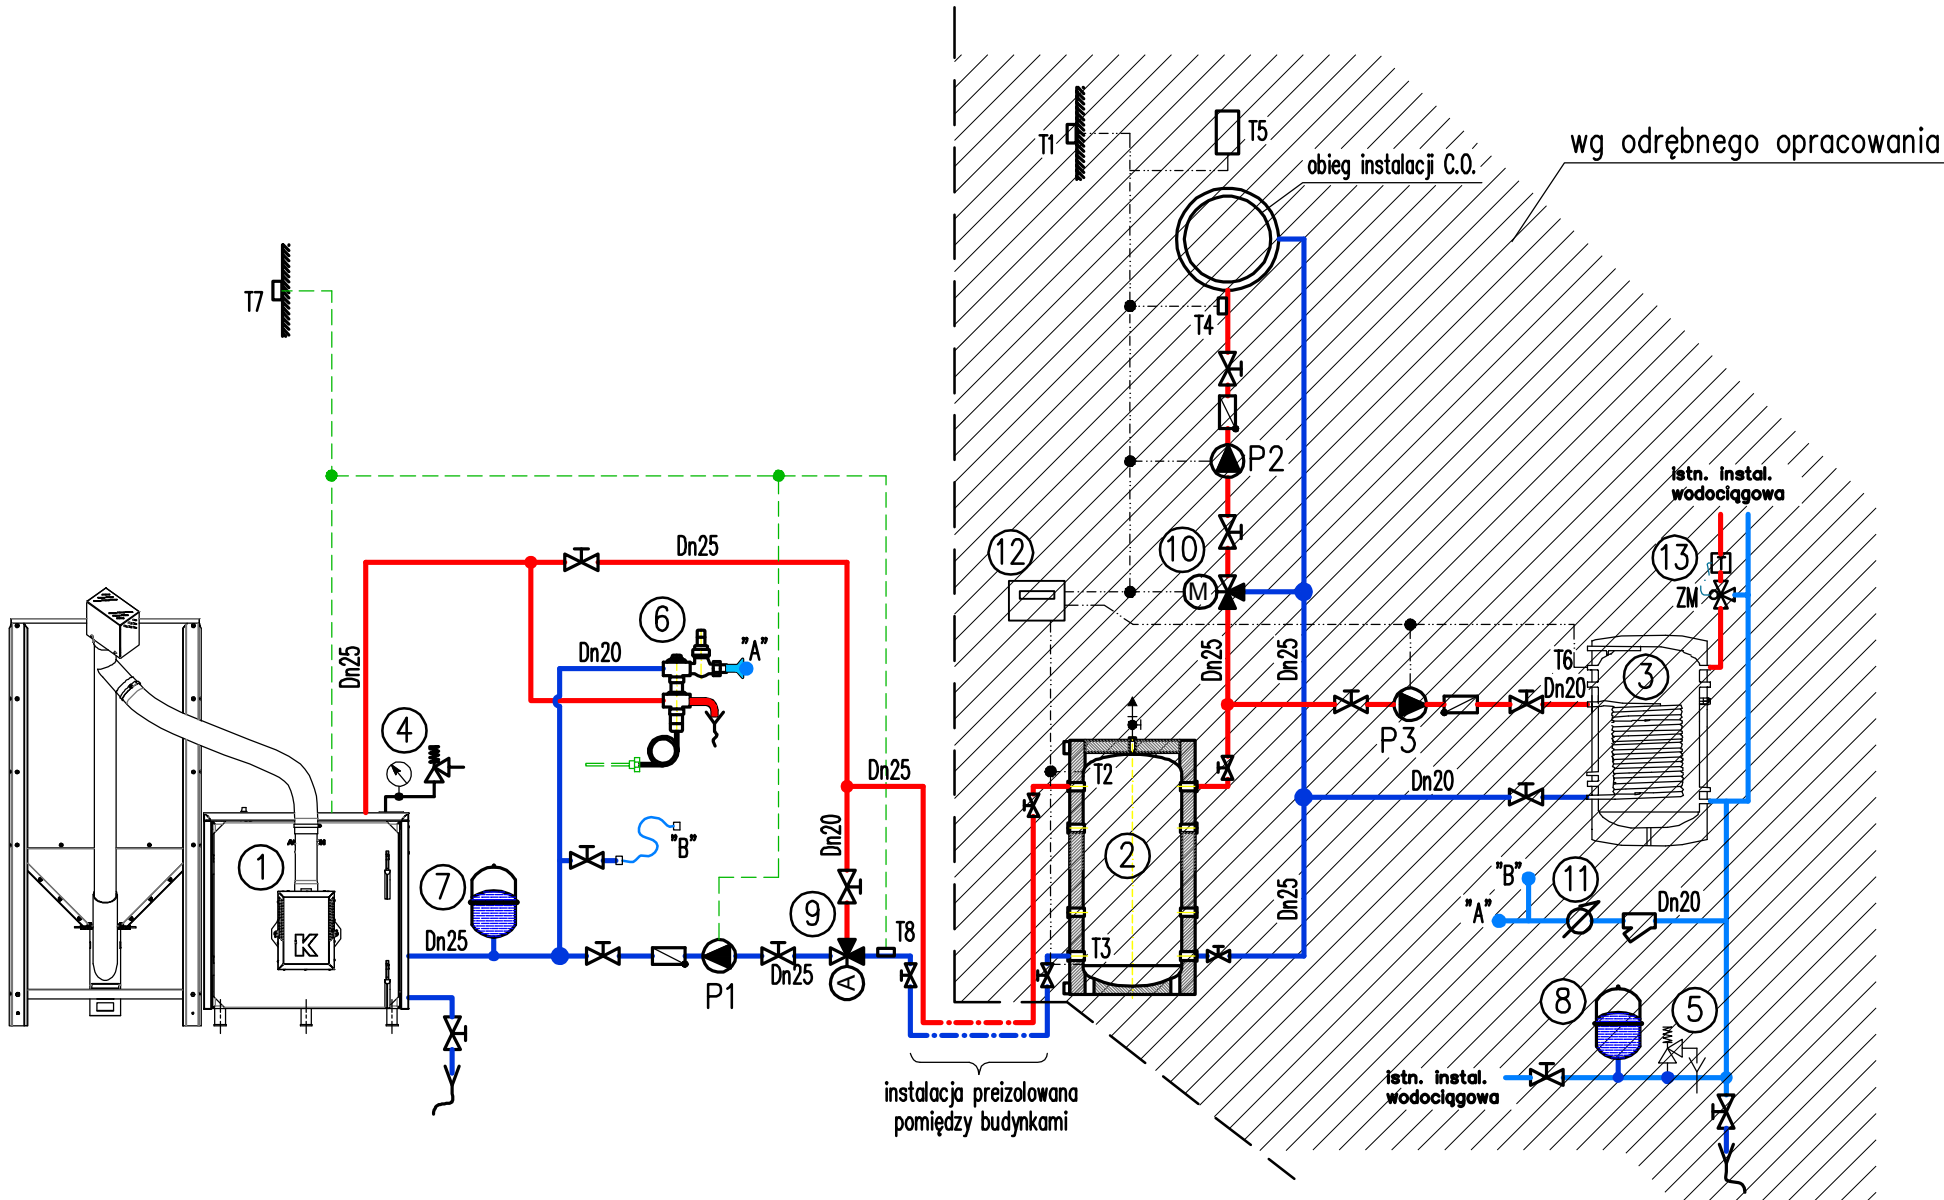 T1
T5
wg odrębnego opracowania
obieg instalacji C.O.
T7
T4
P2
istn. instal.
wodociągowa
Dn25
12
10
13
T
M
ZM
6
"A"
Dn20
Dn25
Dn25
Dn25
T6
3
Dn20
4
P3
Dn25
T2
Dn20
Dn20
"B"
1
7
2
"B"
11
"A"
Dn20
9
Dn25
T8
Dn25
K
Dn25
T3
A
P1
8
5
instalacja preizolowana
pomiędzy budynkami
istn. instal.
wodociągowa